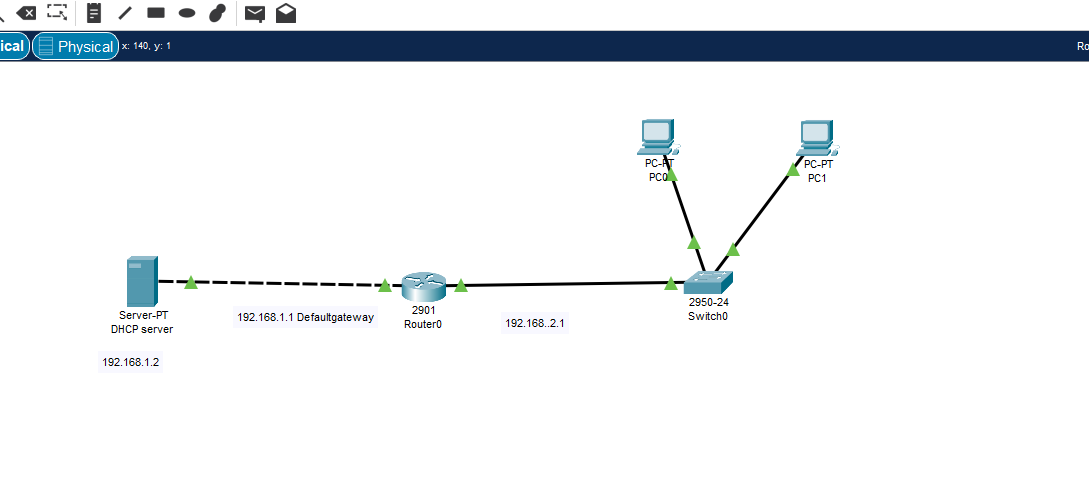 ical
Physical
x: 140, y: 1
Ro
PC-PT
PC0
PC-PT
PC1
Server-PT
DHCP server
192.168.1.1 Defaultgateway
2901
Router0
192.168..2.1
2950-24
Switch0
192.168.1.2